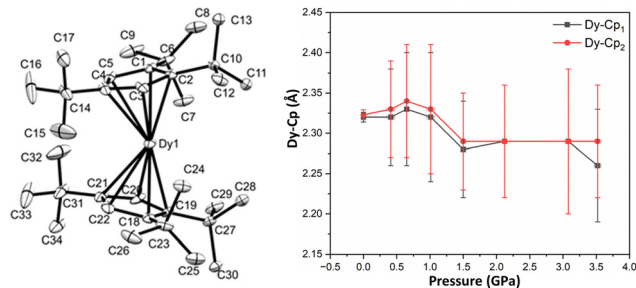 C17
C16
C15
C14
C4
C5
C9
C1
C6
C8
C13
C10
C2
C12
C11
C3
C7
Dy1
C32
C33
C31
C34
C21
C22
C20
C18
C19
C24
C29
C28
C27
C23
C26
C25
C30
Dy-Cp₁
Dy-Cp₂
Dy-Cp (Å)
2.45
2.40
2.35
2.30
2.25
2.20
2.15
−0.5 0.0 0.5 1.0 1.5 2.0 2.5 3.0 3.5 4.0
Pressure (GPa)